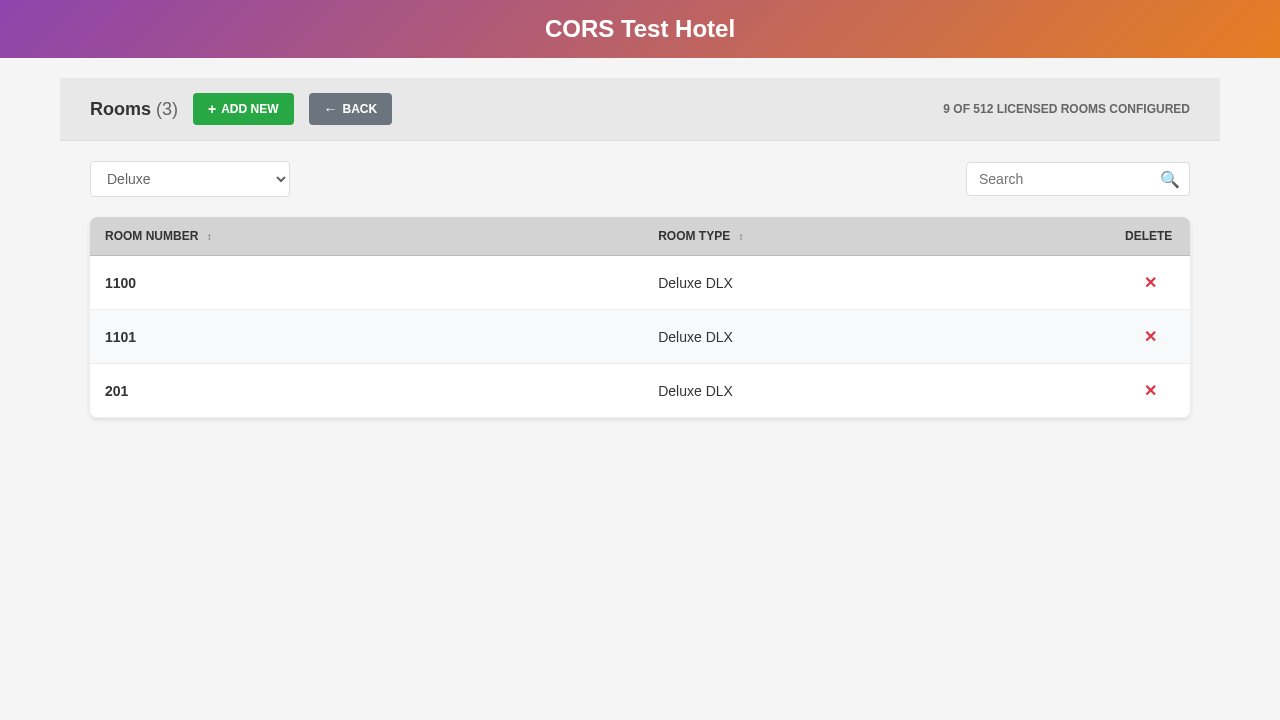 CORS Test Hotel
Rooms (3) + ADD NEW ← BACK 9 OF 512 LICENSED ROOMS CONFIGURED
Deluxe Search
ROOM NUMBER ↕ ROOM TYPE ↕ DELETE
1100 Deluxe DLX ✕
1101 Deluxe DLX ✕
201 Deluxe DLX ✕